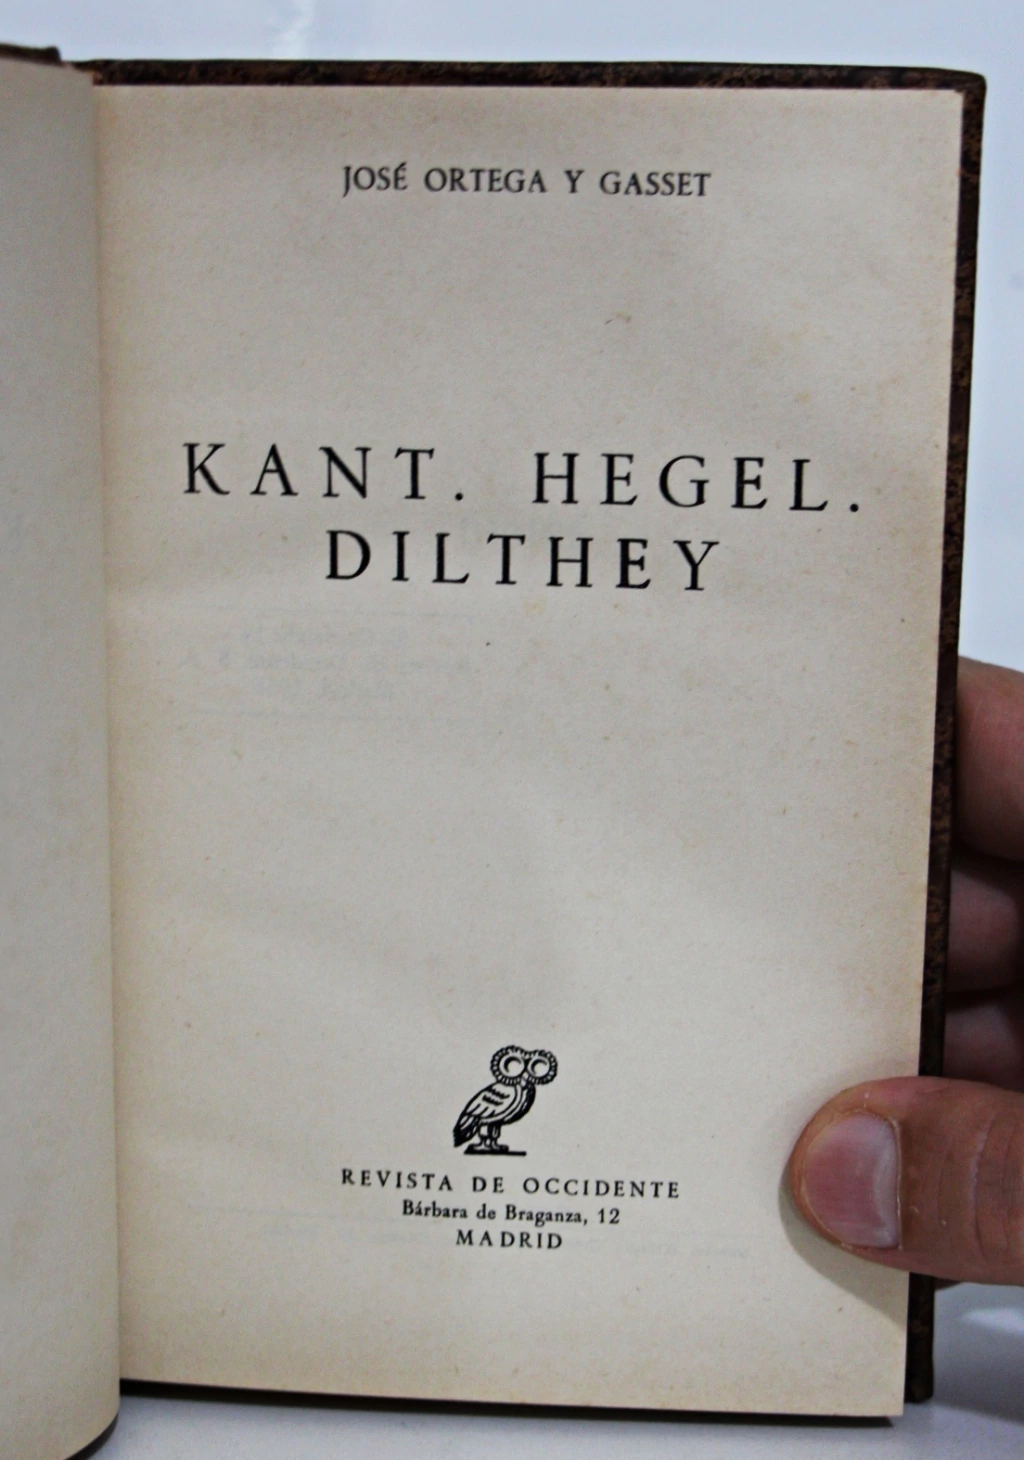 JOSÉ ORTEGA Y GASSET
KANT. HEGEL.
DILTHEY
REVISTA DE OCCIDENTE
Bárbara de Braganza, 12
MADRID